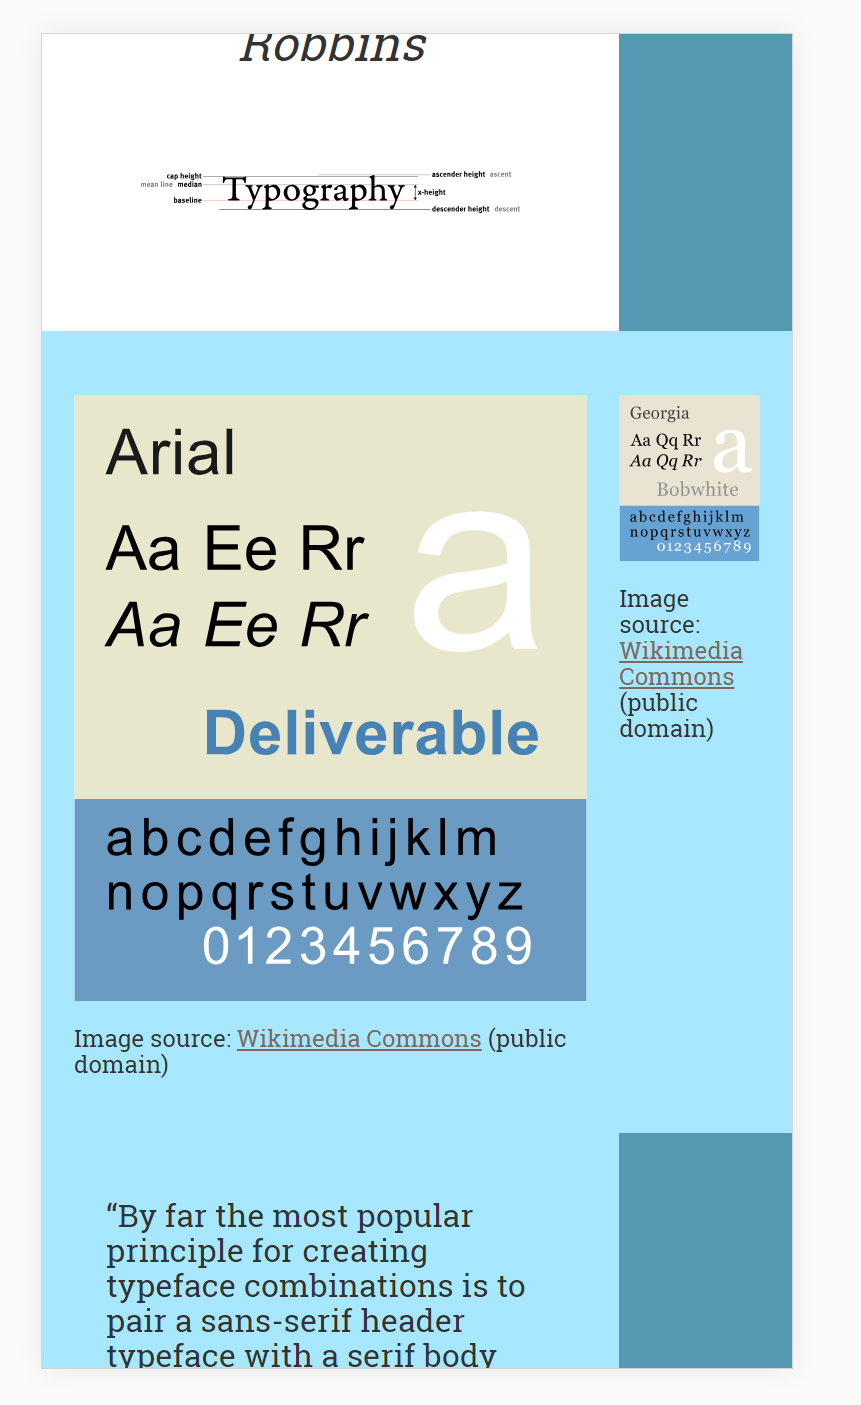 Robbins
cap height
mean line median
baseline
Typography
ascender height ascent
x-height
descender height descent
Arial
Aa Ee Rr
Aa Ee Rr
a
Deliverable
abcdefghijklm
nopqrstuvwxyz
0123456789
Image source: Wikimedia Commons (public
domain)
Georgia
Aa Qq Rr
Aa Qq Rr
a
Bobwhite
abcdefghijklm
nopqrstuvwxyz
0123456789
Image
source:
Wikimedia
Commons
(public
domain)
“By far the most popular
principle for creating
typeface combinations is to
pair a sans-serif header
typeface with a serif body